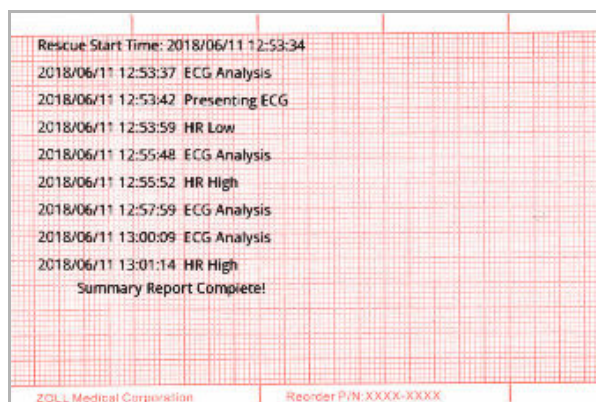 Rescue Start Time: 2018/06/11 12:53:34
2018/06/11 12:53:37 ECG Analysis
2018/06/11 12:53:42 Presenting ECG
2018/06/11 12:53:59 HR Low
2018/06/11 12:55:48 ECG Analysis
2018/06/11 12:55:52 HR High
2018/06/11 12:57:59 ECG Analysis
2018/06/11 13:00:09 ECG Analysis
2018/06/11 13:01:14 HR High
Summary Report Complete!
ZOLL Medical Corporation Reorder P/N:XXXX-XXXX